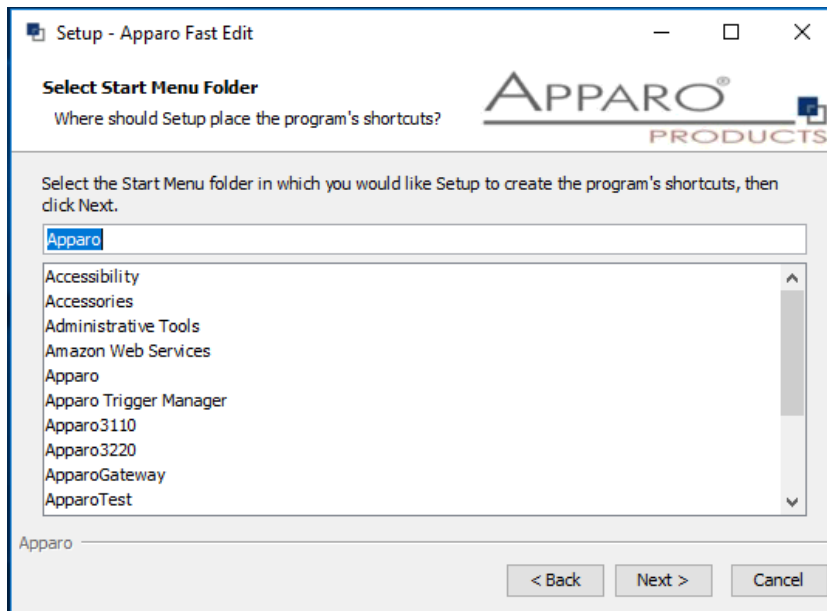 Setup - Apparo Fast Edit
Select Start Menu Folder
Where should Setup place the program's shortcuts?
APPARO®
PRODUCTS
Select the Start Menu folder in which you would like Setup to create the program's shortcuts, then
click Next.
Apparo
Accessibility
Accessories
Administrative Tools
Amazon Web Services
Apparo
Apparo Trigger Manager
Apparo3110
Apparo3220
ApparoGateway
ApparoTest
Apparo
< Back Next > Cancel